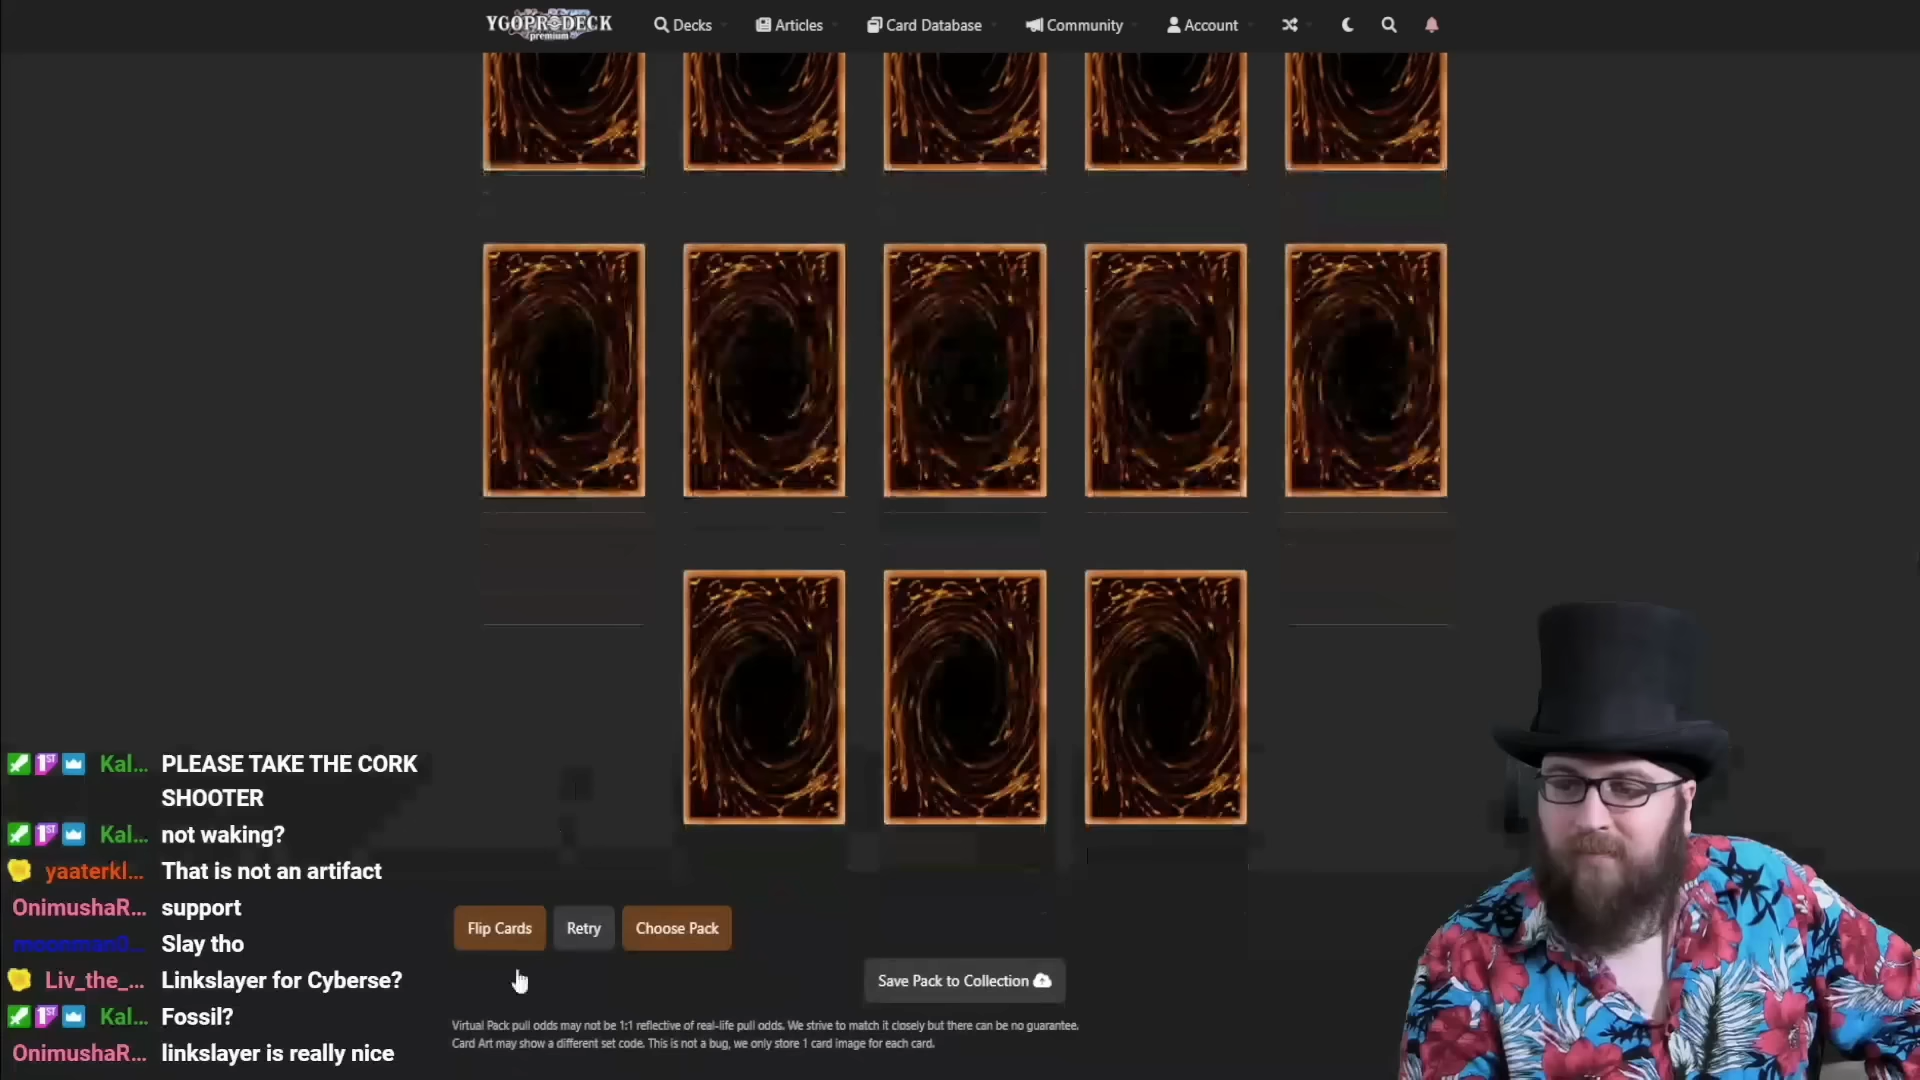 YGOPRODECK
premium
Decks
Articles
Card Database
Community
Account
Kal... PLEASE TAKE THE CORK
SHOOTER
Kal... not waking?
yaaterkl... That is not an artifact
OnimushaR... support
moonman0... Slay tho
Liv_the_... Linkslayer for Cyberse?
Kal... Fossil?
OnimushaR... linkslayer is really nice
Flip Cards
Retry
Choose Pack
Save Pack to Collection
Virtual Pack pull odds may not be 1:1 reflective of real-life pull odds. We strive to match it closely but there can be no guarantee.
Card Art may show a different set code. This is not a bug, we only store 1 card image for each card.